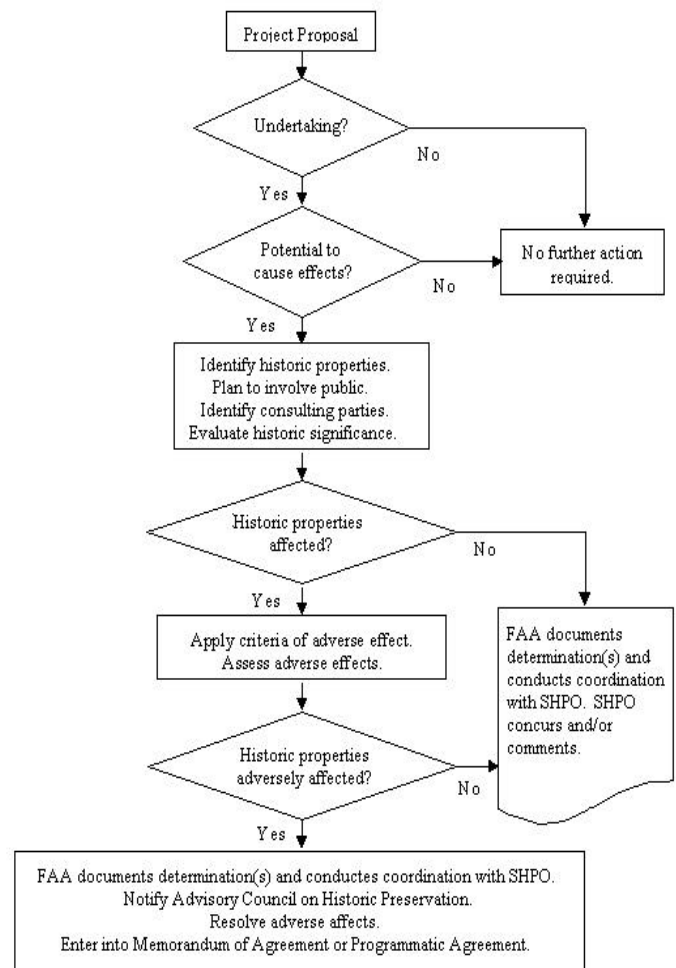 Project Proposal
Undertaking?
No
Yes
Potential to
cause effects?
No
No further action
required.
Yes
Identify historic properties.
Plan to involve public.
Identify consulting parties.
Evaluate historic significance.
Historic properties
affected?
No
Yes
Apply criteria of adverse effect.
Assess adverse effects.
FAA documents
determination(s) and
conducts coordination
with SHPO. SHPO
concurs and/or
comments.
Historic properties
adversely affected?
No
Yes
FAA documents determination(s) and conductes coordination with SHPO.
Notify Advisory Council on Historic Preservation.
Resolve adverse affects.
Enter into Memorandum of Agreement or Programmatic Agreement.